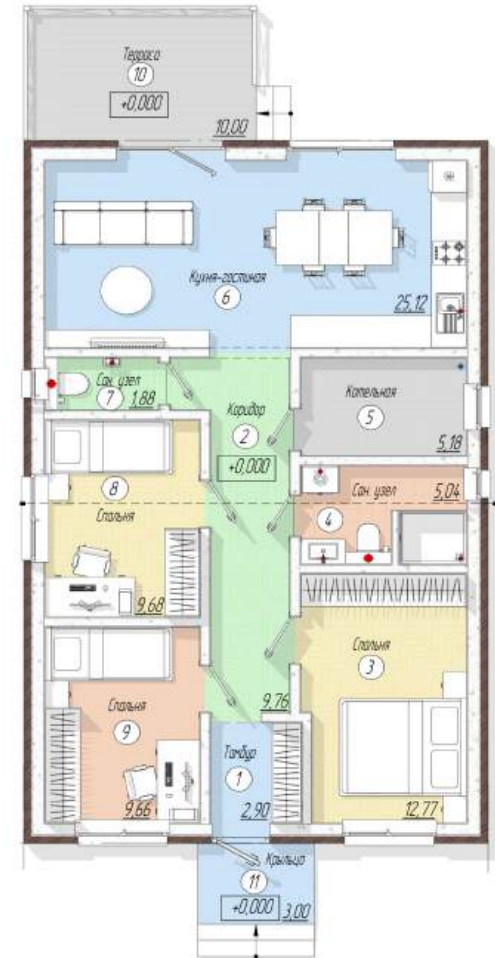 Терраса
10
+0,000
10,00
Кухня-гостиная
6
25,12
Сан. узел
7
1,88
Коридор
2
+0,000
Котельная
5
5,18
8
Спальня
9,68
Сан. узел
5,04
4
Спальня
3
12,77
9,76
Спальня
9
9,66
Тамбур
1
2,90
Крыльцо
11
+0,000
3,00